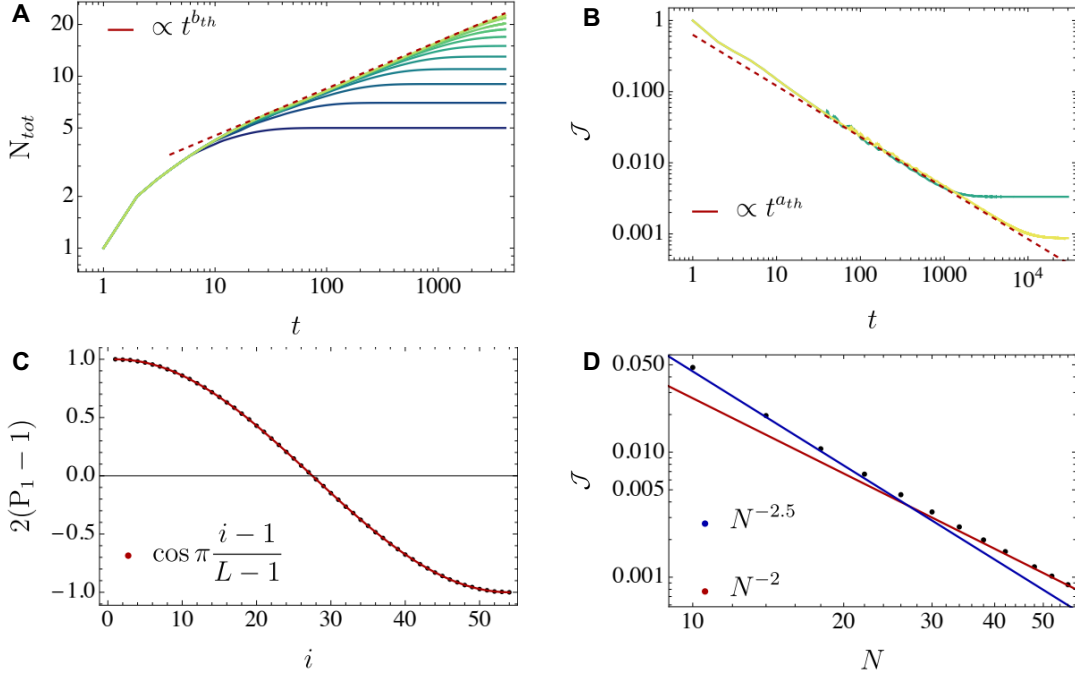 A
∝ t^{b_{th}}
N_{tot}
20
10
5
2
1
1
10
100
1000
t
B
∝ t^{a_{th}}
𝒥
1
0.100
0.010
0.001
1
10
100
1000
10^4
t
C
2(P_1 − 1)
1.0
0.5
0.0
−0.5
−1.0
cos π (i − 1)/(L − 1)
0
10
20
30
40
50
i
D
𝒥
0.050
0.010
0.005
0.001
N^{−2.5}
N^{−2}
10
20
30
40
50
N